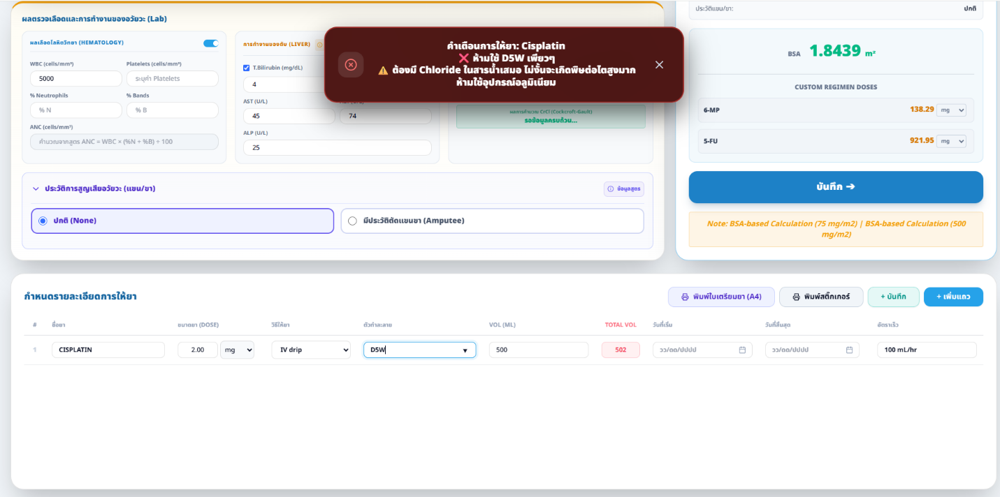 ผลตรวจเลือดและการทำงานของอวัยวะ (Lab)
ผลเลือดโลหิตวิทยา (HEMATOLOGY)
WBC (cells/mm³)
Platelets (cells/mm³)
5000
ระบุค่า Platelets
% Neutrophils
% Bands
% N
% B
ANC (cells/mm³)
คำนวณจากสูตร ANC = WBC × (%N + %B) ÷ 100
การทำงานของตับ (LIVER)
T.Bilirubin (mg/dL)
4
AST (U/L)
45
74
ALP (U/L)
25
คำเตือนการให้ยา: Cisplatin
❌ ห้ามใช้ D5W เพียวๆ
⚠️ ต้องมี Chloride ในสารน้ำเสมอ ไม่งั้นจะเกิดพิษต่อไตสูงมาก
ห้ามใช้อุปกรณ์อลูมิเนียม
ผลการคำนวณ CrCl (Cockcroft-Gault)
รอข้อมูลครบถ้วน...
ประวัติการสูญเสียอวัยวะ (แขน/ขา)
ข้อมูลสูตร
ปกติ (None)
มีประวัติตัดแขนขา (Amputee)
ประวัติแขน/ขา:
ปกติ
BSA 1.8439 m²
CUSTOM REGIMEN DOSES
6-MP
138.29 mg
5-FU
921.95 mg
บันทึก ➔
Note: BSA-based Calculation (75 mg/m2) | BSA-based Calculation (500
mg/m2)
กำหนดรายละเอียดการให้ยา
พิมพ์ใบเตรียมยา (A4)
พิมพ์สติ๊กเกอร์
+ บันทึก
+ เพิ่มแถว
# ชื่อยา ขนาดยา (DOSE) วิธีให้ยา ตัวทำละลาย VOL (ML) TOTAL VOL วันที่เริ่ม วันที่สิ้นสุด อัตราเร็ว
1 CISPLATIN 2.00 mg IV drip D5W 500 502 วว/ดด/ปปปป วว/ดด/ปปปป 100 mL/hr